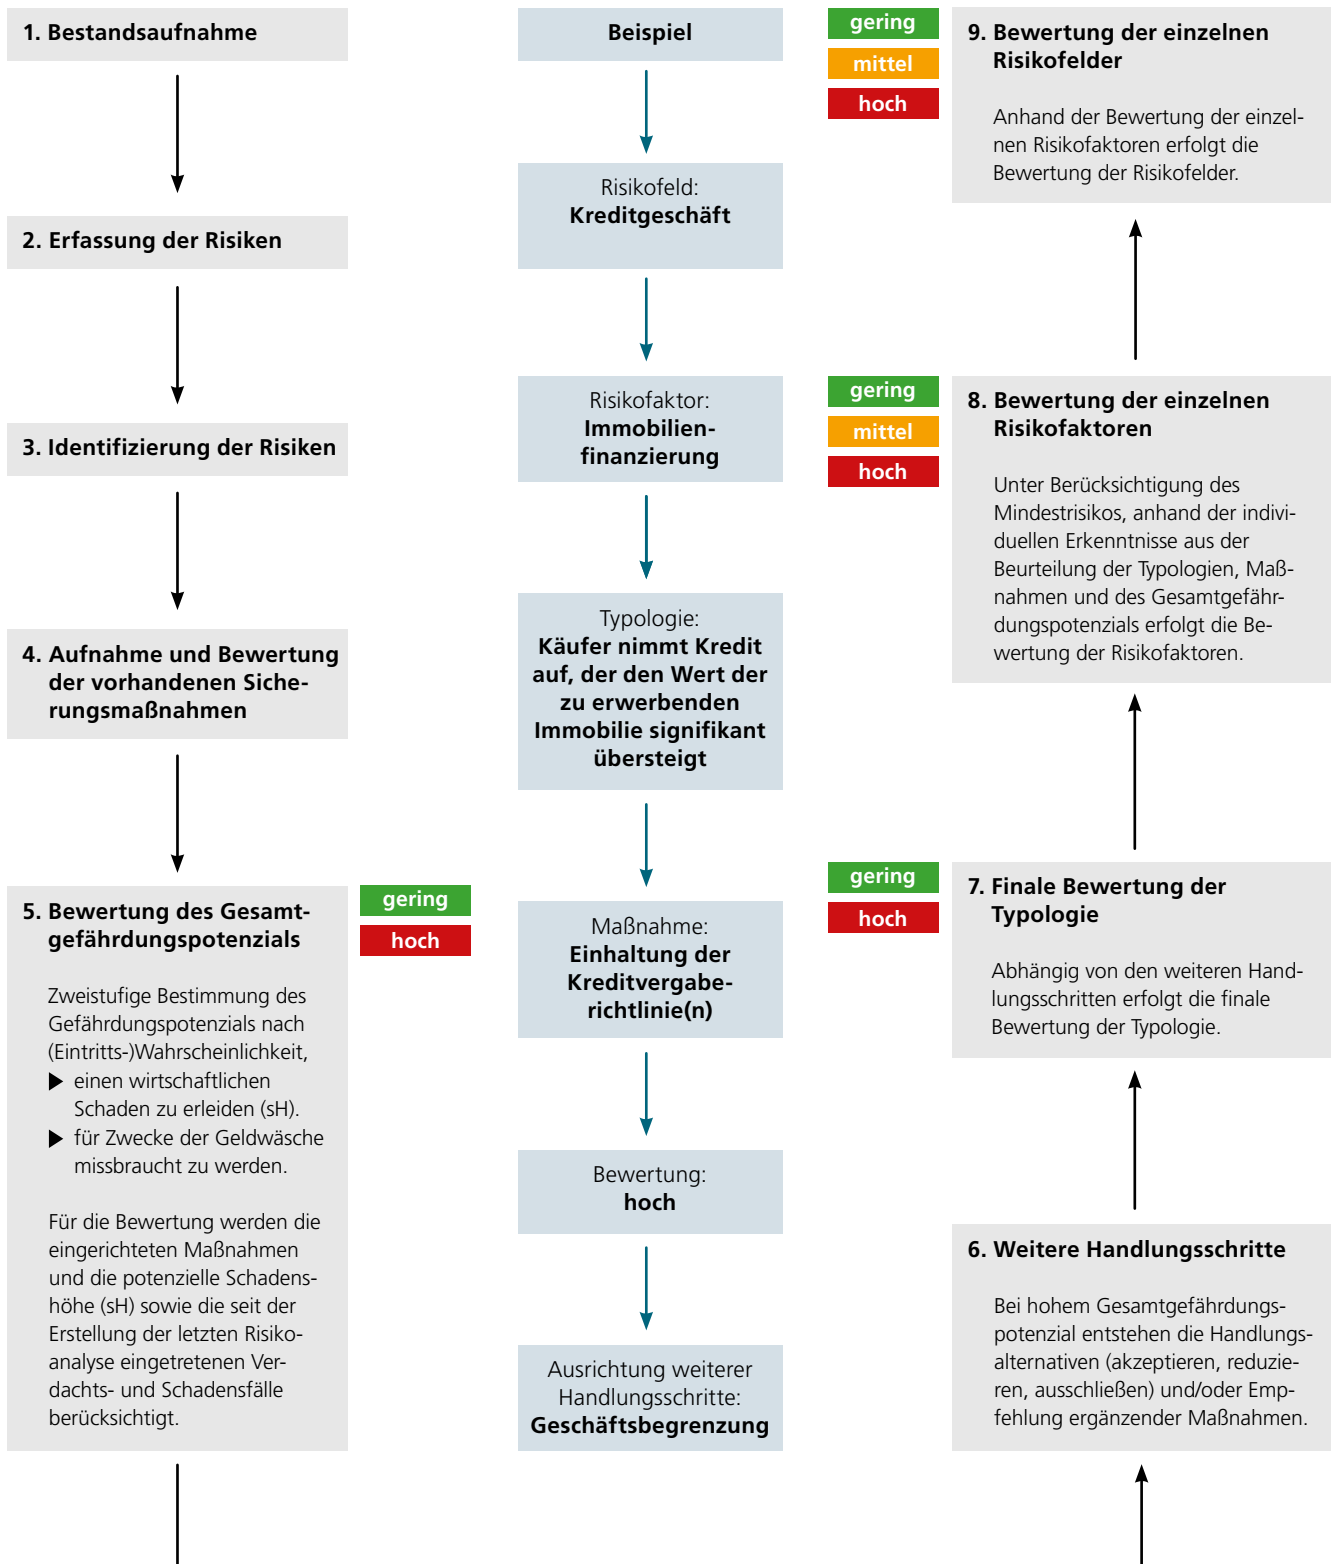 1. Bestandsaufnahme
2. Erfassung der Risiken
3. Identifizierung der Risiken
4. Aufnahme und Bewertung
der vorhandenen Siche-
rungsmaßnahmen
5. Bewertung des Gesamt-
gefährdungspotenzials
Zweistufige Bestimmung des
Gefährdungspotenzials nach
(Eintritts-)Wahrscheinlichkeit,
▶ einen wirtschaftlichen
Schaden zu erleiden (sH).
▶ für Zwecke der Geldwäsche
missbraucht zu werden.
Für die Bewertung werden die
eingerichteten Maßnahmen
und die potenzielle Schadens-
höhe (sH) sowie die seit der
Erstellung der letzten Risiko-
analyse eingetretenen Ver-
dachts- und Schadensfälle
berücksichtigt.
gering
hoch
Beispiel
Risikofeld:
Kreditgeschäft
Risikofaktor:
Immobilien-
finanzierung
Typologie:
Käufer nimmt Kredit
auf, der den Wert der
zu erwerbenden
Immobilie signifikant
übersteigt
Maßnahme:
Einhaltung der
Kreditvergabe-
richtlinie(n)
Bewertung:
hoch
Ausrichtung weiterer
Handlungsschritte:
Geschäftsbegrenzung
6. Weitere Handlungsschritte
Bei hohem Gesamtgefährdungs-
potenzial entstehen die Handlungs-
alternativen (akzeptieren, reduzie-
ren, ausschließen) und/oder Emp-
fehlung ergänzender Maßnahmen.
gering
hoch
7. Finale Bewertung der
Typologie
Abhängig von den weiteren Hand-
lungsschritten erfolgt die finale
Bewertung der Typologie.
gering
mittel
hoch
8. Bewertung der einzelnen
Risikofaktoren
Unter Berücksichtigung des
Mindestrisikos, anhand der indivi-
duellen Erkenntnisse aus der
Beurteilung der Typologien, Maß-
nahmen und des Gesamtgefähr-
dungspotenzials erfolgt die Be-
wertung der Risikofaktoren.
gering
mittel
hoch
9. Bewertung der einzelnen
Risikofelder
Anhand der Bewertung der einzel-
nen Risikofaktoren erfolgt die
Bewertung der Risikofelder.